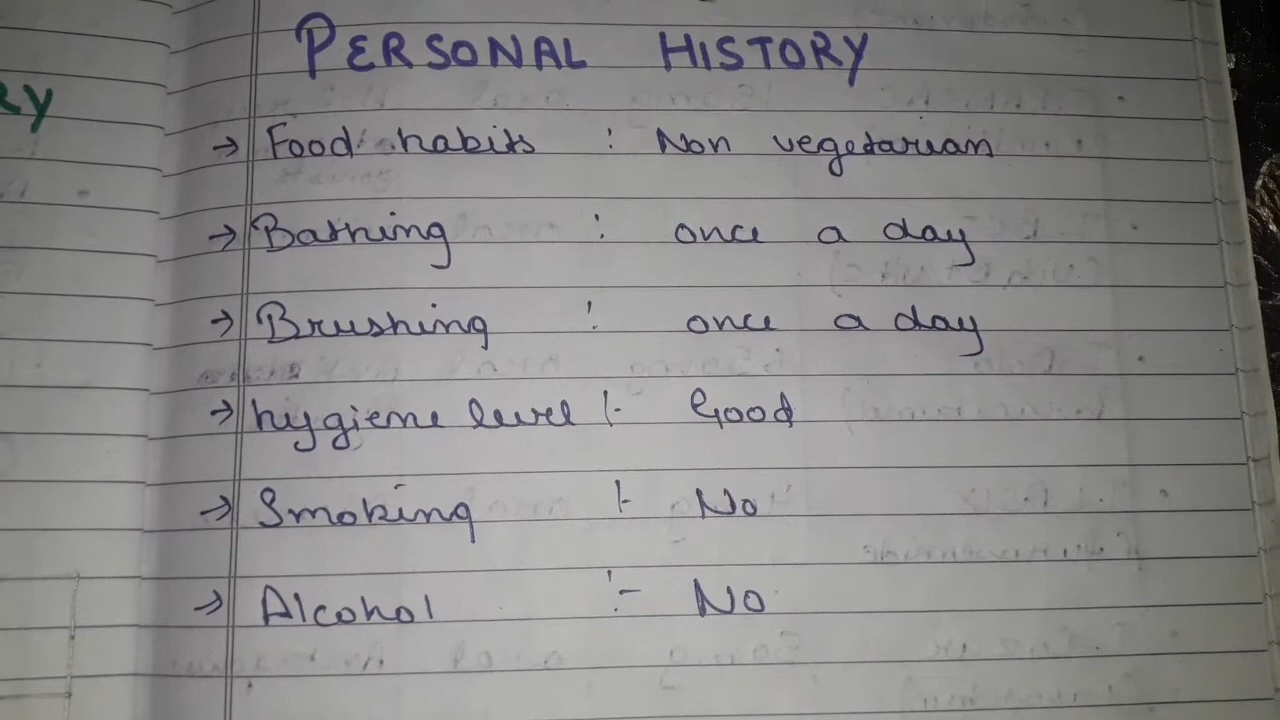 RY
PERSONAL HISTORY
→ Food habits : Non vegetarian
→ Bathing : once a day
→ Brushing : once a day
→ hygiene level :- Good
→ Smoking :- No
→ Alcohol :- No